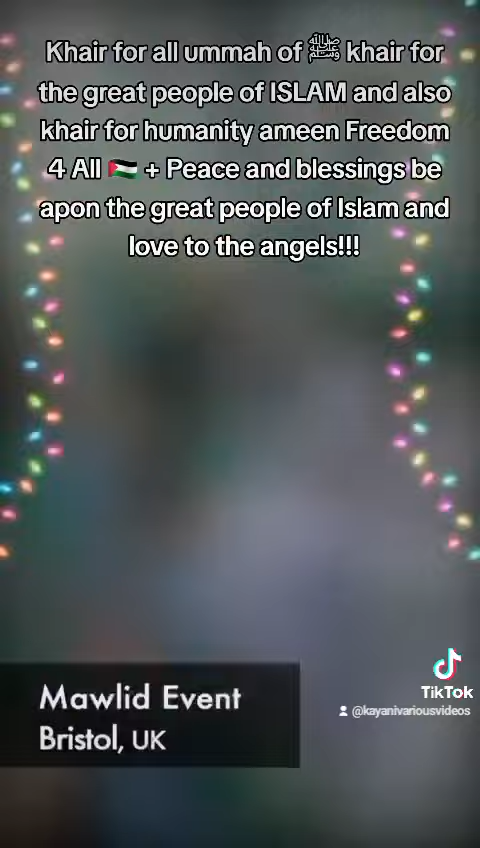 Khair for all ummah of ﷺ khair for
the great people of ISLAM and also
khair for humanity ameen Freedom
4 All 🇵🇸 + Peace and blessings be
apon the great people of Islam and
love to the angels!!!
Mawlid Event
Bristol, UK
TikTok
@kayanivariousvideos